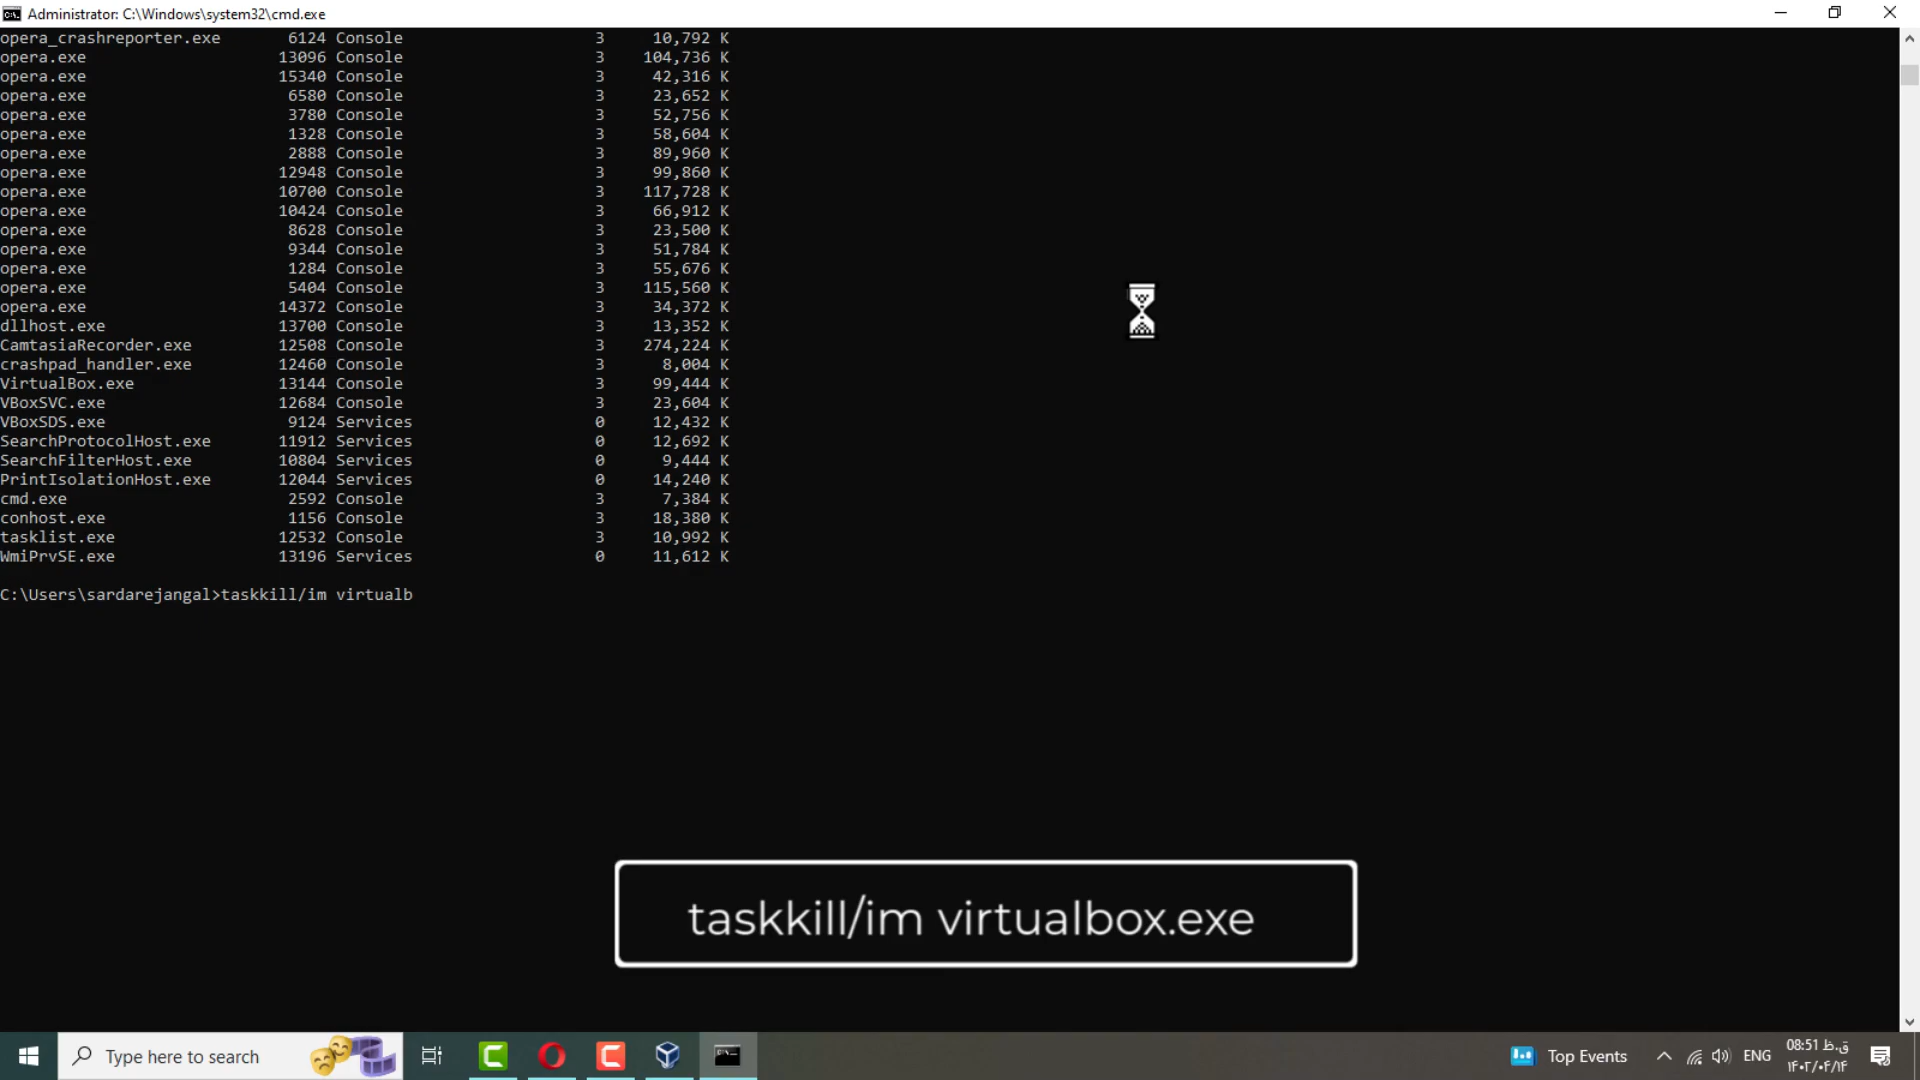 Administrator: C:\Windows\system32\cmd.exe
opera_crashreporter.exe 6124 Console 3 10,792 K
opera.exe 13096 Console 3 104,736 K
opera.exe 15340 Console 3 42,316 K
opera.exe 6580 Console 3 23,652 K
opera.exe 3780 Console 3 52,756 K
opera.exe 1328 Console 3 58,604 K
opera.exe 2888 Console 3 89,960 K
opera.exe 12948 Console 3 99,860 K
opera.exe 10700 Console 3 117,728 K
opera.exe 10424 Console 3 66,912 K
opera.exe 8628 Console 3 23,500 K
opera.exe 9344 Console 3 51,784 K
opera.exe 1284 Console 3 55,676 K
opera.exe 5404 Console 3 115,560 K
opera.exe 14372 Console 3 34,372 K
dllhost.exe 13700 Console 3 13,352 K
CamtasiaRecorder.exe 12508 Console 3 274,224 K
crashpad_handler.exe 12460 Console 3 8,004 K
VirtualBox.exe 13144 Console 3 99,444 K
VBoxSVC.exe 12684 Console 3 23,604 K
VBoxSDS.exe 9124 Services 0 12,432 K
SearchProtocolHost.exe 11912 Services 0 12,692 K
SearchFilterHost.exe 10804 Services 0 9,444 K
PrintIsolationHost.exe 12044 Services 0 14,240 K
cmd.exe 2592 Console 3 7,384 K
conhost.exe 1156 Console 3 18,380 K
tasklist.exe 12532 Console 3 10,992 K
WmiPrvSE.exe 13196 Services 0 11,612 K
C:\Users\sardarejangal>taskkill/im virtualb
taskkill/im virtualbox.exe
Type here to search
Top Events
ENG
08:51 ق.ظ
۱۴۰۲/۰۴/۱۴